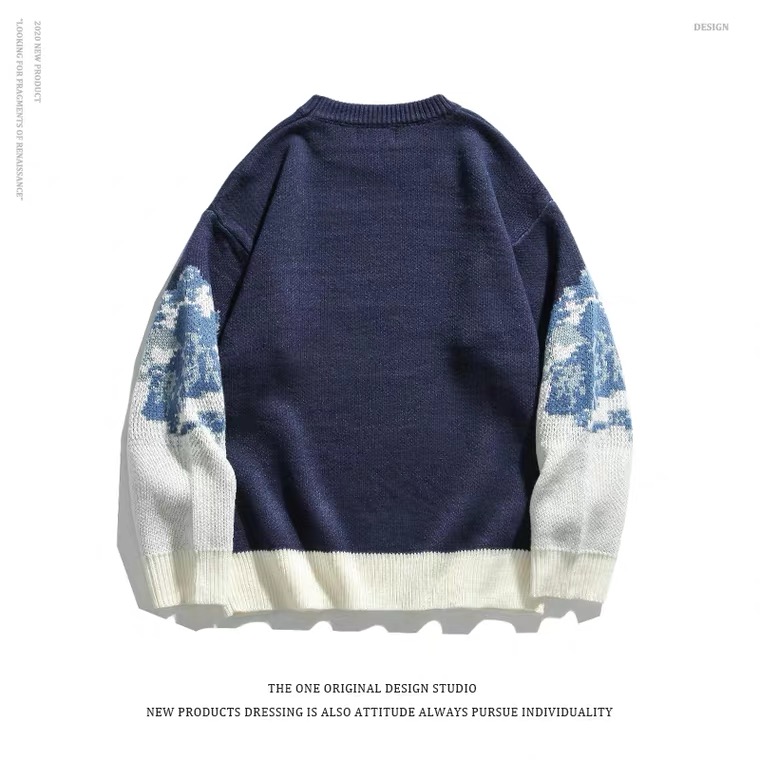 2020 NEW PRODUCT
"LOOKING FOR FRAGMENTS OF RENAISSANCE"
DESIGN
THE ONE ORIGINAL DESIGN STUDIO
NEW PRODUCTS DRESSING IS ALSO ATTITUDE ALWAYS PURSUE INDIVIDUALITY